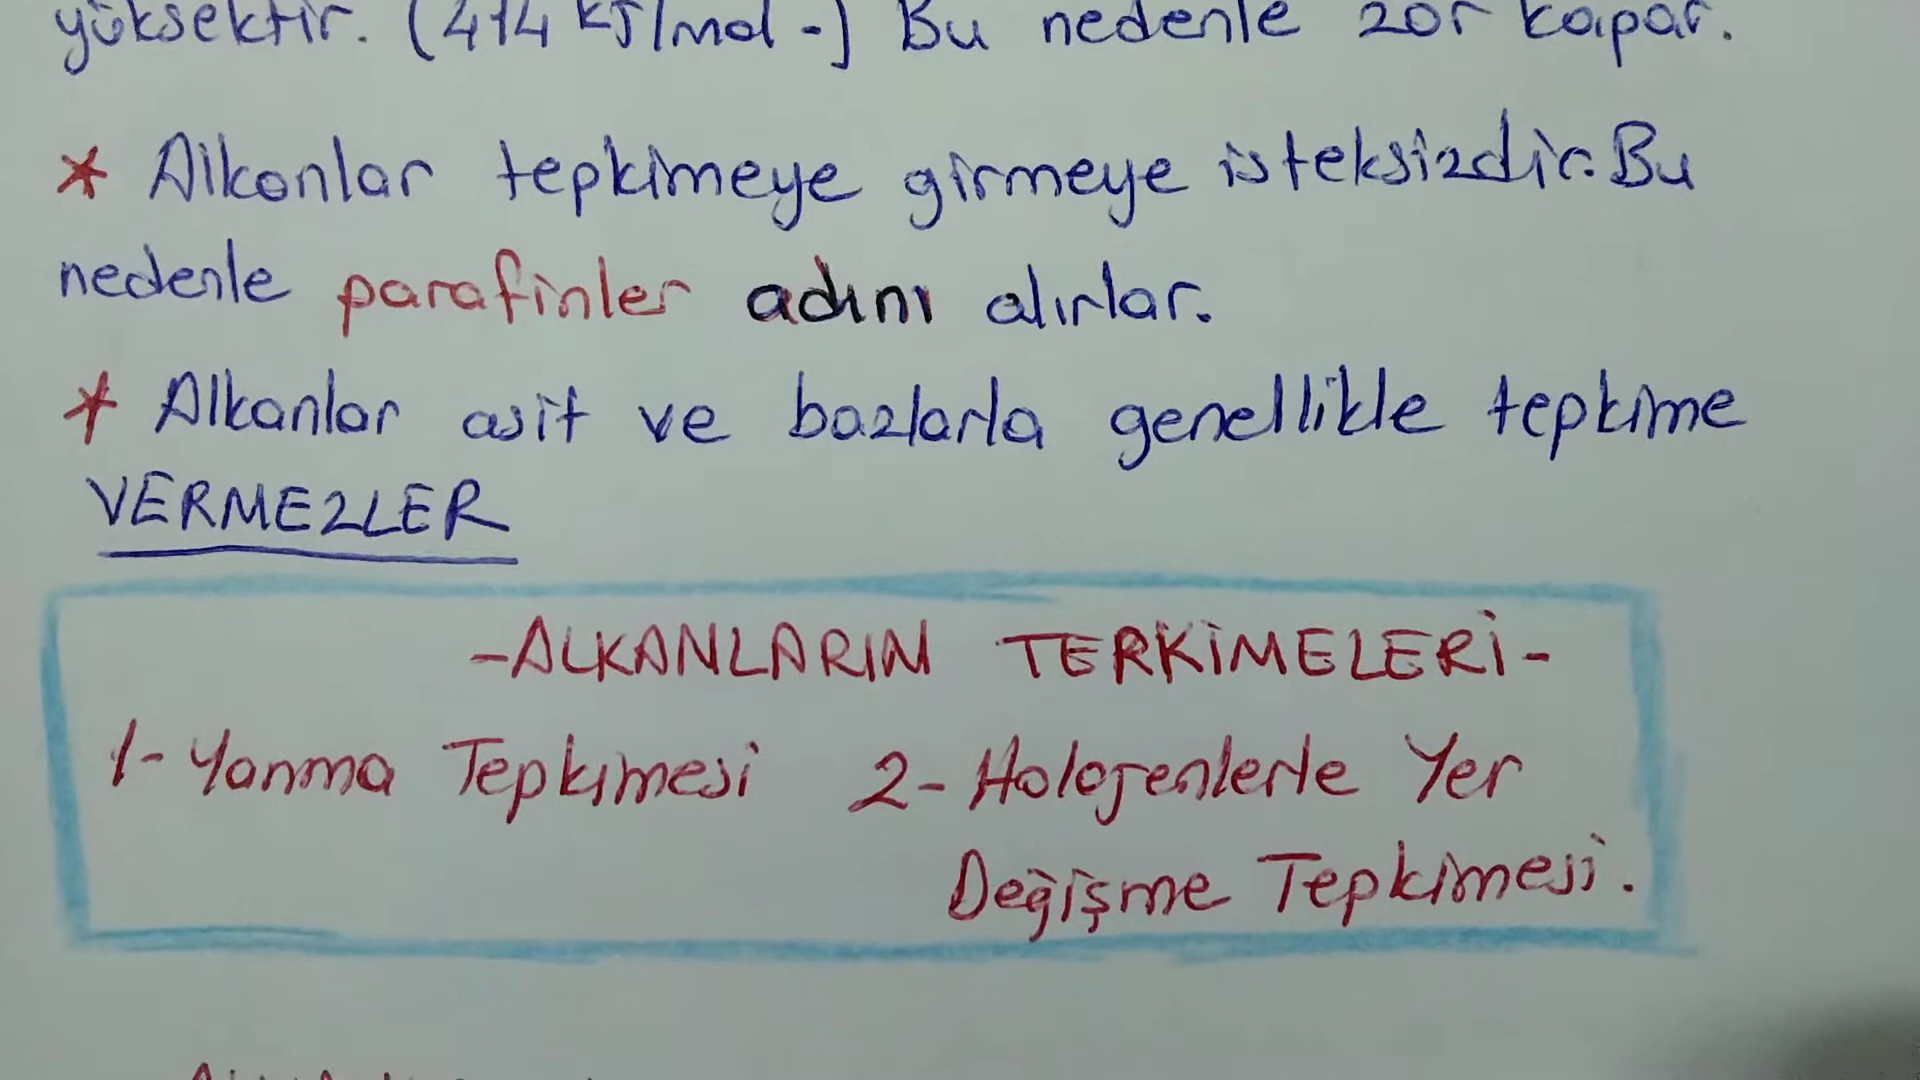 yüksektir. (414 kJ/mol-) Bu nedenle zor kopar.
* Alkanlar tepkimeye girmeye isteksizdir. Bu
nedenle parafinler adını alırlar.
* Alkanlar asit ve bazlarla genellikle tepkime
VERMEZLER
-ALKANLARIN TERKİMELERİ-
1- Yanma Tepkimesi 2- Halojenlerle Yer
Değişme Tepkimesi.